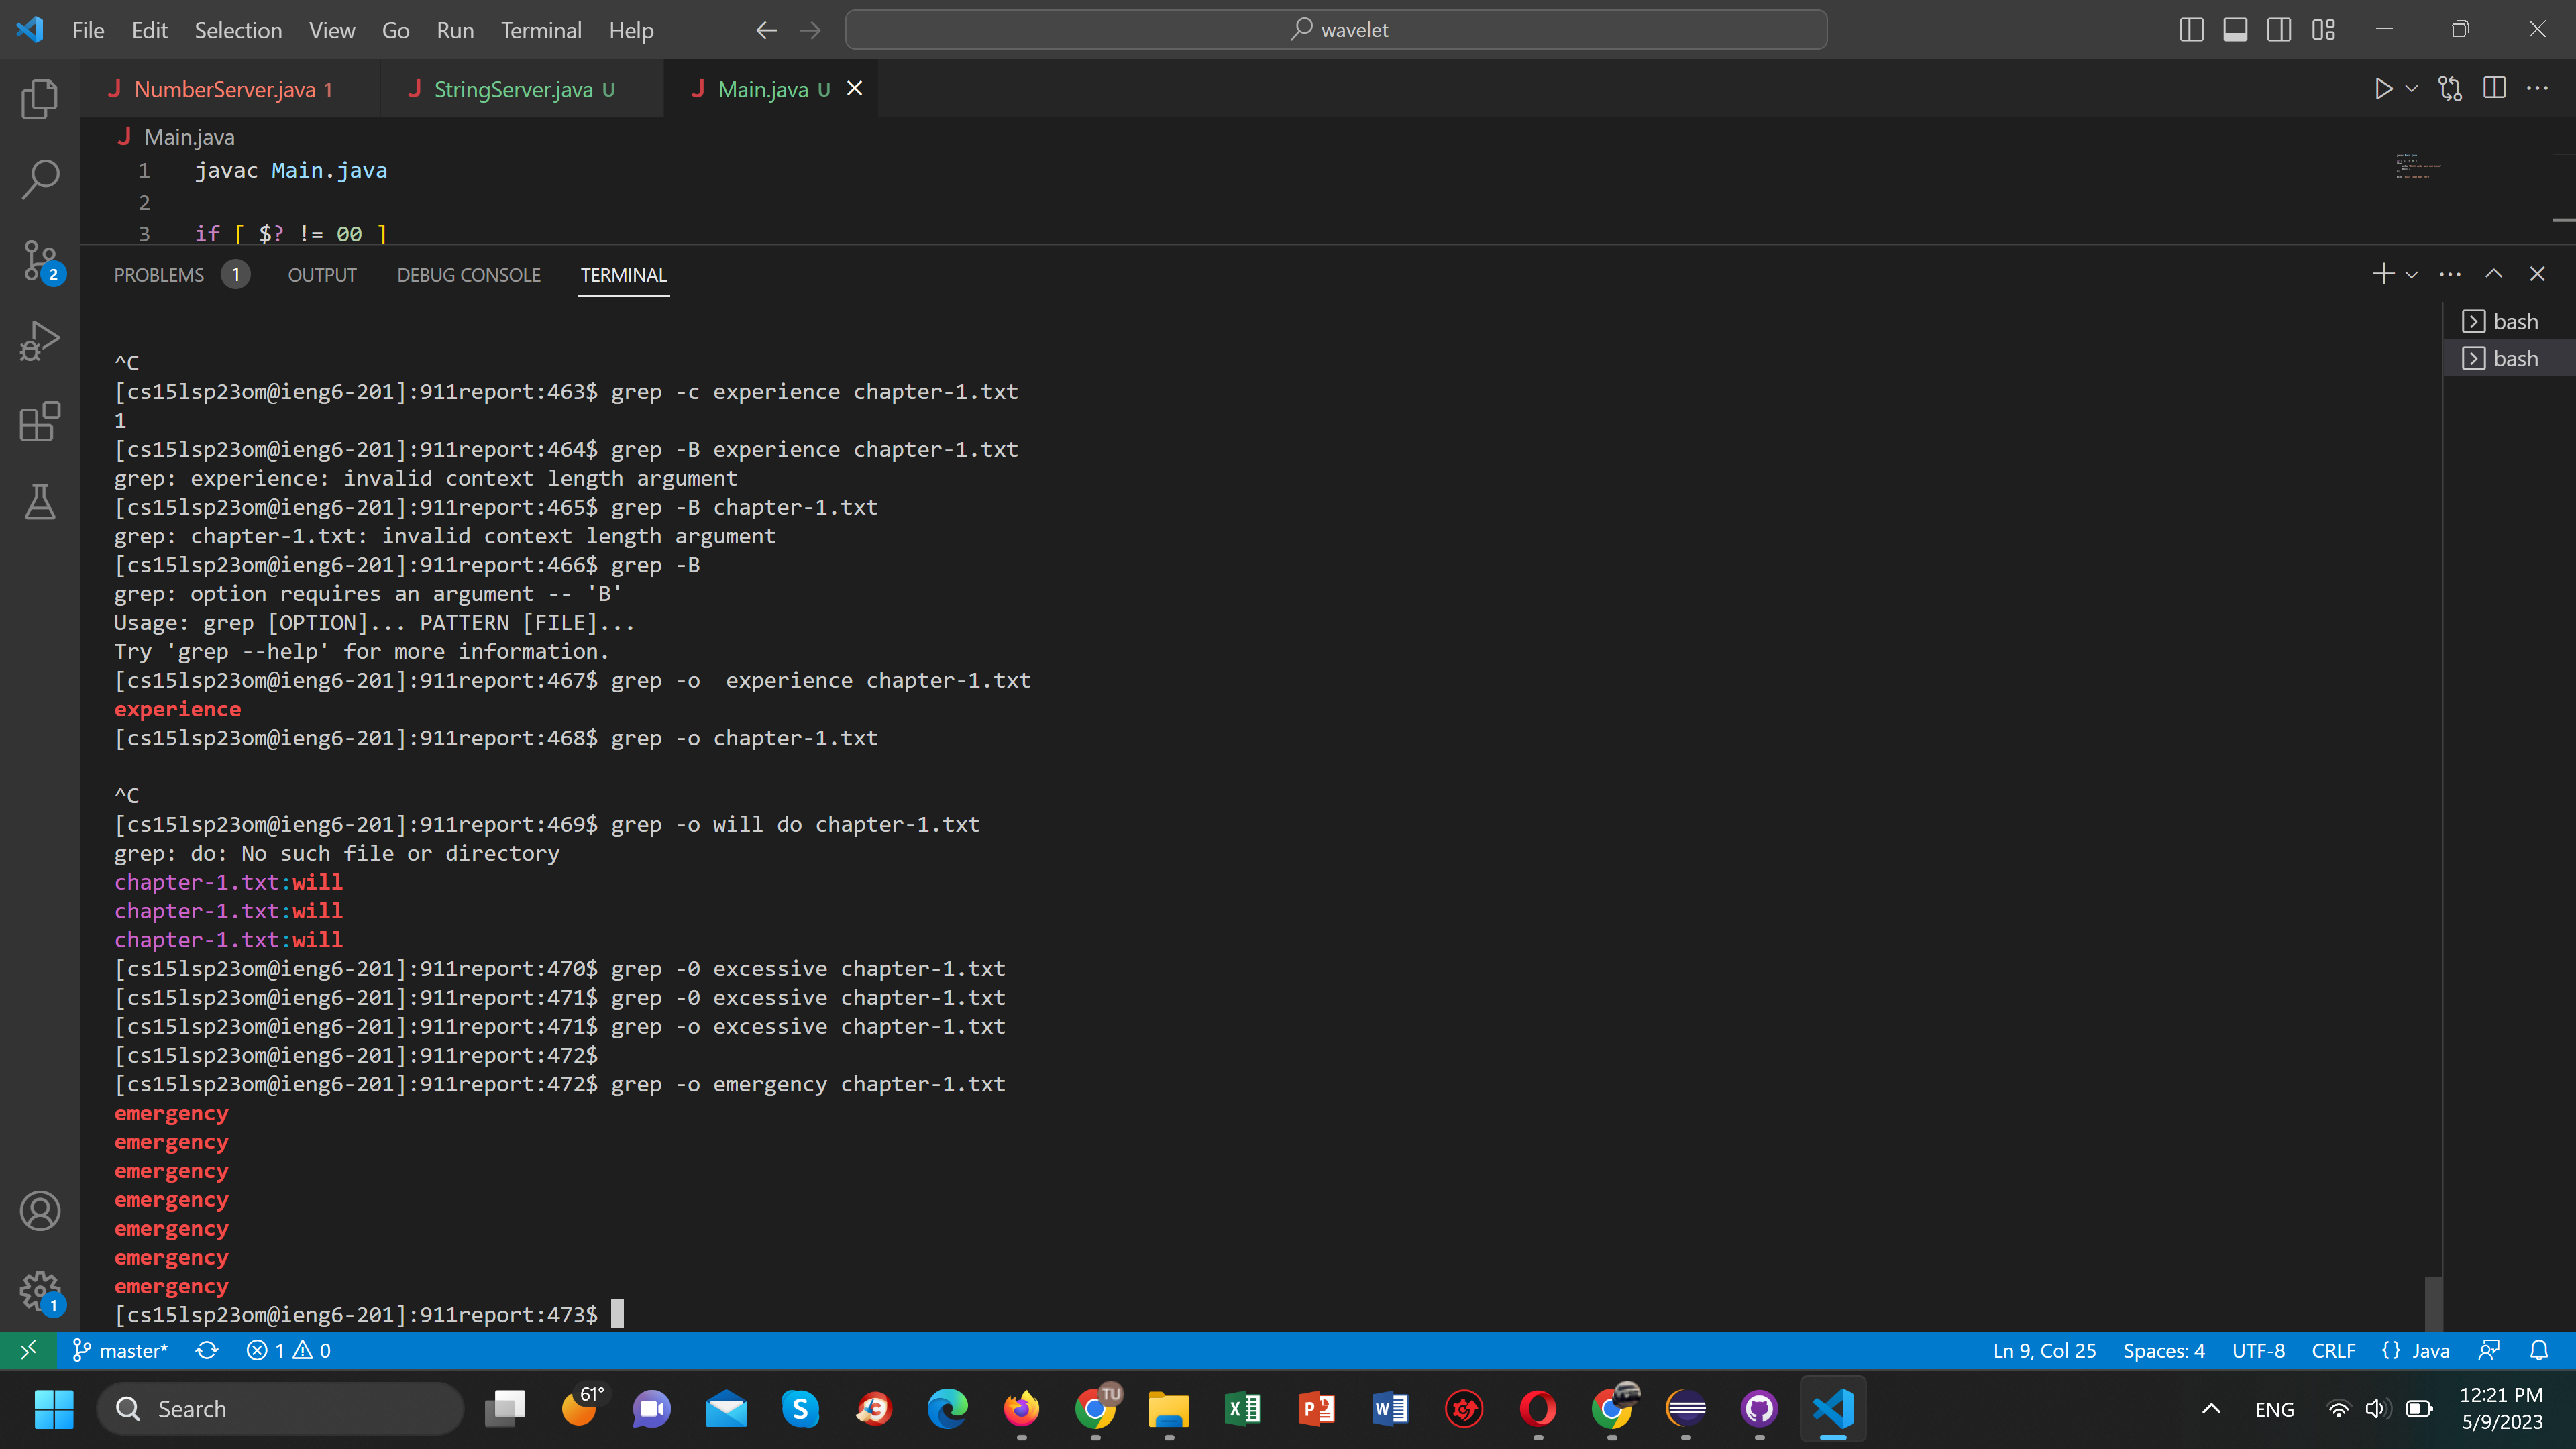 File Edit Selection View Go Run Terminal Help wavelet
NumberServer.java 1 StringServer.java U Main.java U
Main.java
1 javac Main.java
2
3 if [ $? != 00 ]
PROBLEMS 1 OUTPUT DEBUG CONSOLE TERMINAL
bash
bash
^C
[cs15lsp23om@ieng6-201]:911report:463$ grep -c experience chapter-1.txt
1
[cs15lsp23om@ieng6-201]:911report:464$ grep -B experience chapter-1.txt
grep: experience: invalid context length argument
[cs15lsp23om@ieng6-201]:911report:465$ grep -B chapter-1.txt
grep: chapter-1.txt: invalid context length argument
[cs15lsp23om@ieng6-201]:911report:466$ grep -B
grep: option requires an argument -- 'B'
Usage: grep [OPTION]... PATTERN [FILE]...
Try 'grep --help' for more information.
[cs15lsp23om@ieng6-201]:911report:467$ grep -o  experience chapter-1.txt
experience
[cs15lsp23om@ieng6-201]:911report:468$ grep -o chapter-1.txt
^C
[cs15lsp23om@ieng6-201]:911report:469$ grep -o will do chapter-1.txt
grep: do: No such file or directory
chapter-1.txt:will
chapter-1.txt:will
chapter-1.txt:will
[cs15lsp23om@ieng6-201]:911report:470$ grep -0 excessive chapter-1.txt
[cs15lsp23om@ieng6-201]:911report:471$ grep -0 excessive chapter-1.txt
[cs15lsp23om@ieng6-201]:911report:471$ grep -o excessive chapter-1.txt
[cs15lsp23om@ieng6-201]:911report:472$
[cs15lsp23om@ieng6-201]:911report:472$ grep -o emergency chapter-1.txt
emergency
emergency
emergency
emergency
emergency
emergency
emergency
[cs15lsp23om@ieng6-201]:911report:473$
2
1
master* 1 0 Ln 9, Col 25 Spaces: 4 UTF-8 CRLF {} Java
Search 61° TU ENG 12:21 PM
5/9/2023